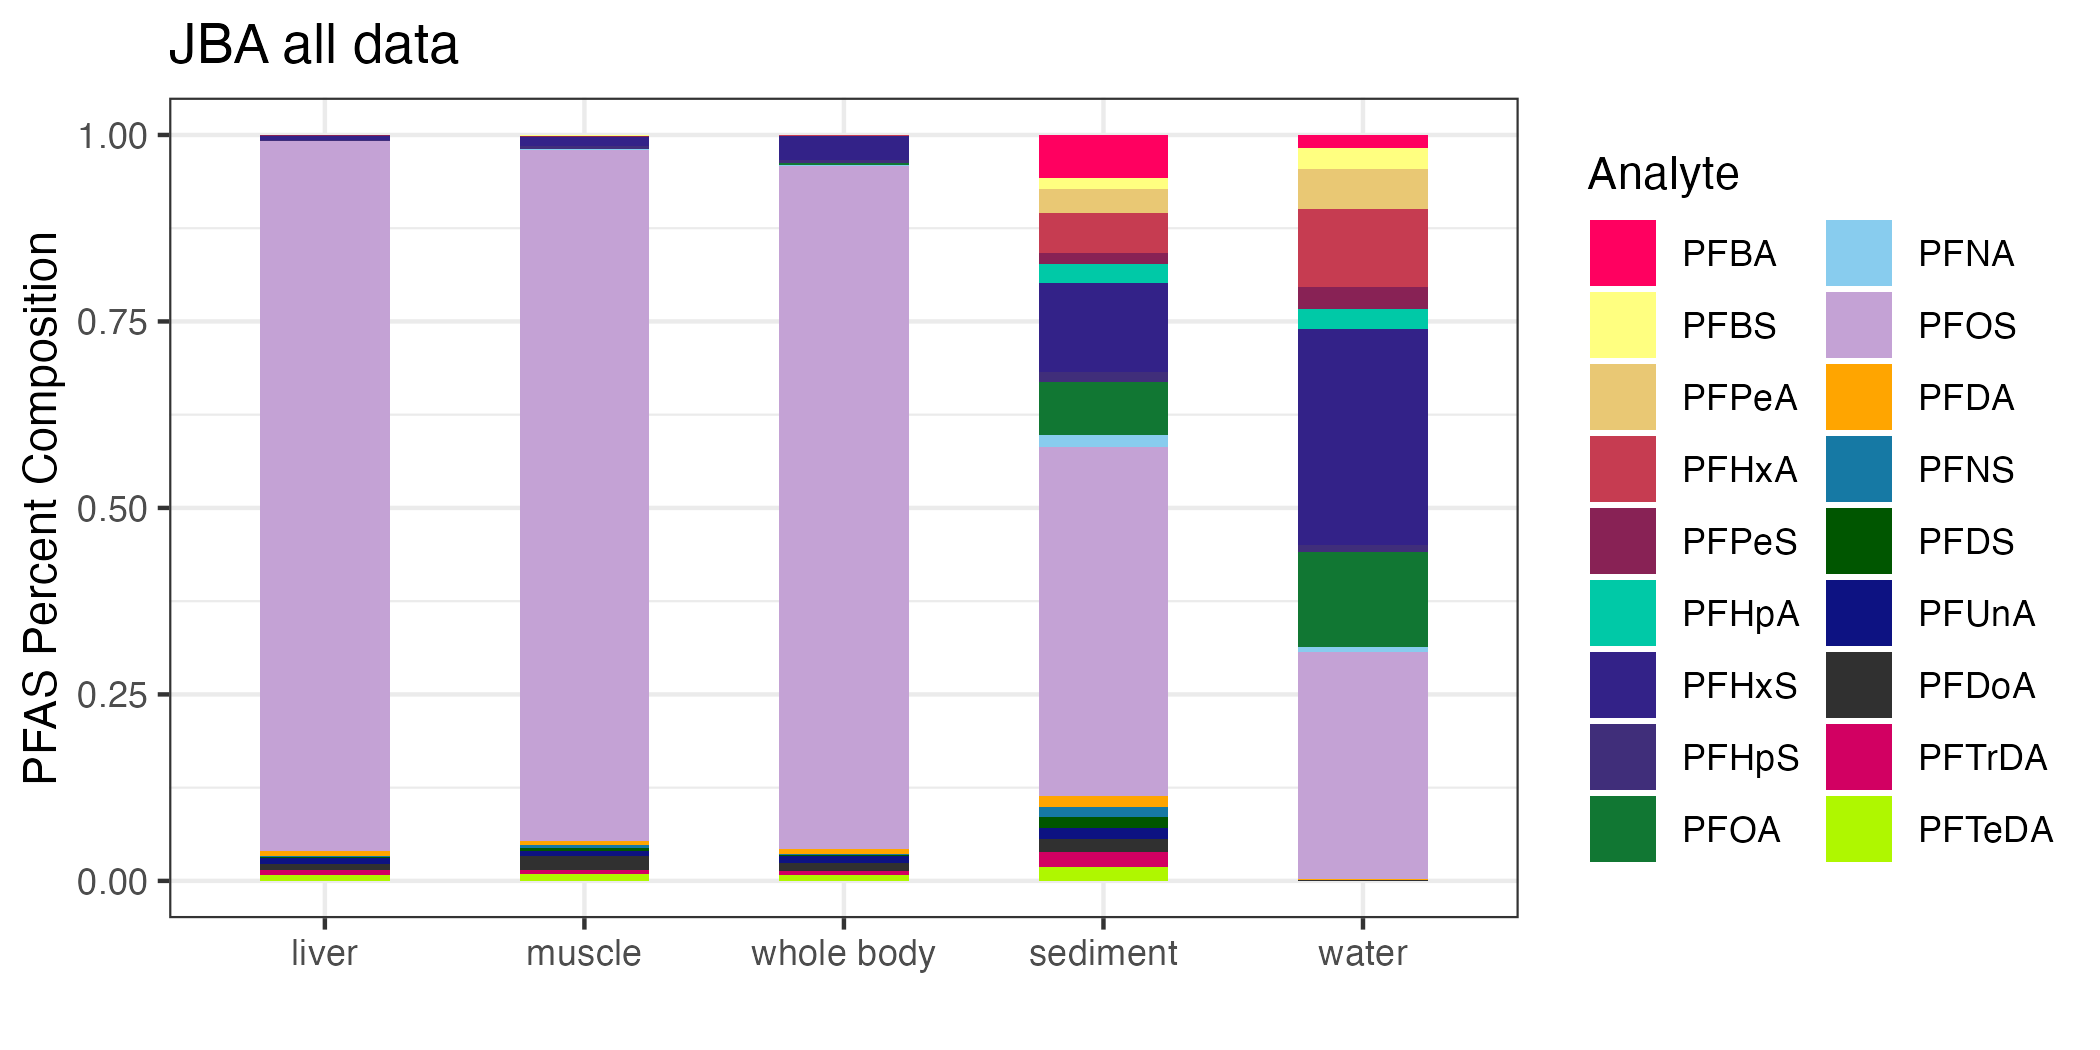 JBA all data
PFAS Percent Composition
1.00
0.75
0.50
0.25
0.00
liver
muscle
whole body
sediment
water
Analyte
PFBA
PFBS
PFPeA
PFHxA
PFPeS
PFHpA
PFHxS
PFHpS
PFOA
PFNA
PFOS
PFDA
PFNS
PFDS
PFUnA
PFDoA
PFTrDA
PFTeDA